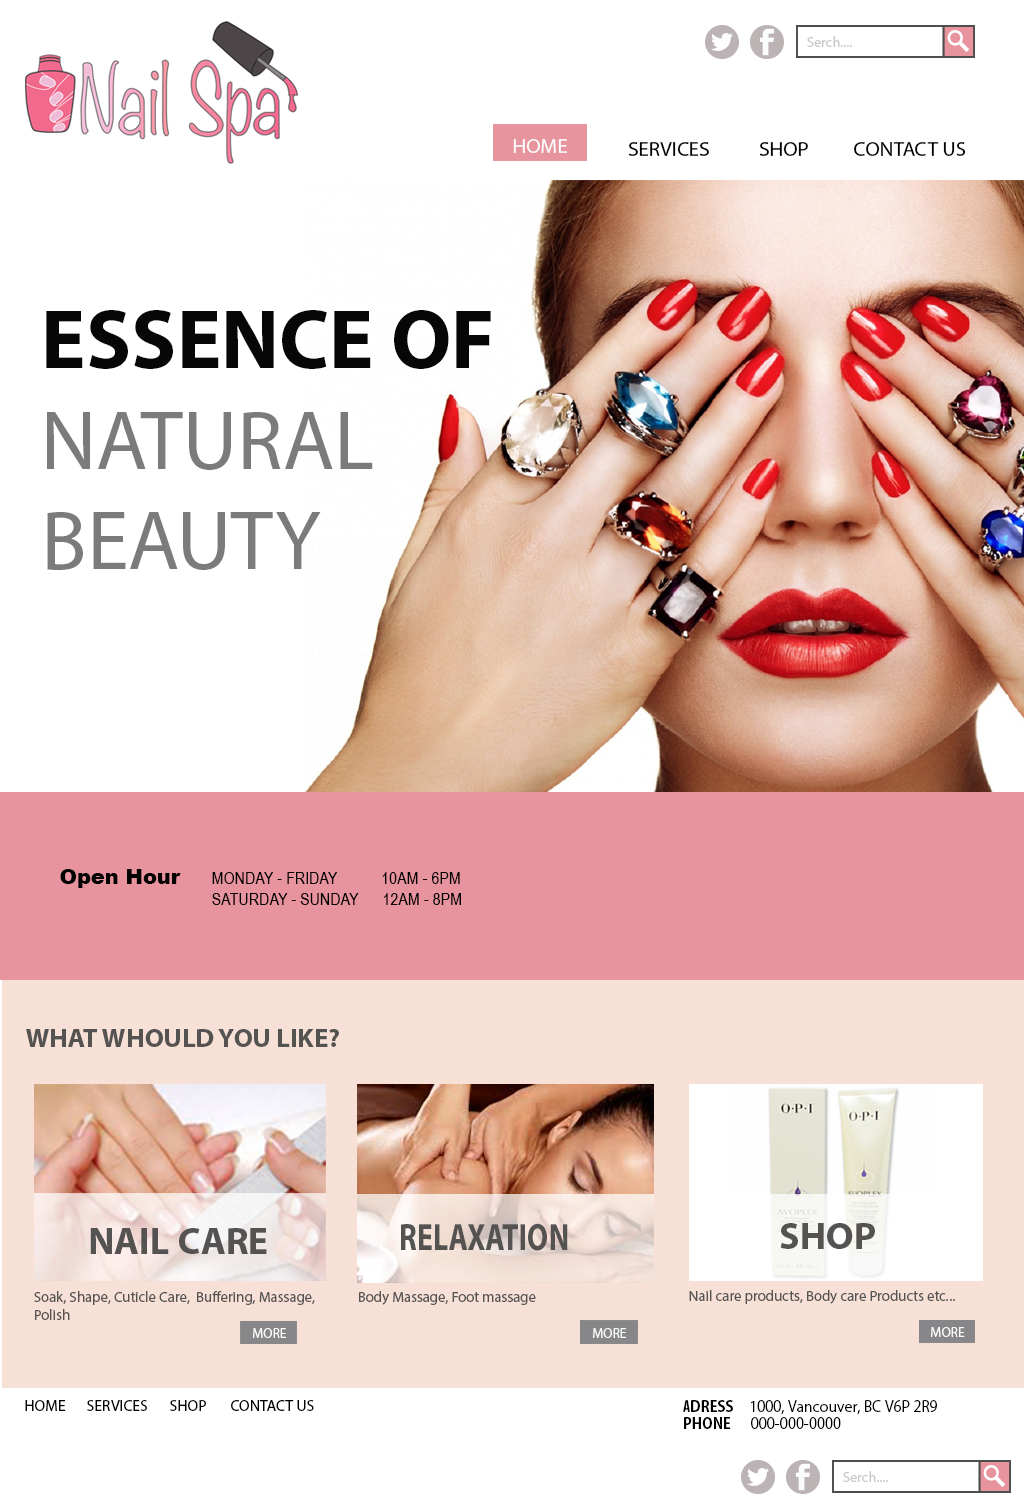 Nail Spa
Serch....
HOME SERVICES SHOP CONTACT US
ESSENCE OF
NATURAL
BEAUTY
Open Hour MONDAY - FRIDAY 10AM - 6PM
SATURDAY - SUNDAY 12AM - 8PM
WHAT WHOULD YOU LIKE?
NAIL CARE
Soak, Shape, Cuticle Care, Buffering, Massage,
Polish
MORE
RELAXATION
Body Massage, Foot massage
MORE
O·P·I
O·P·I
AVOPLEX
AVOPLEX
SHOP
Nail care products, Body care Products etc...
MORE
HOME SERVICES SHOP CONTACT US
ADRESS 1000, Vancouver, BC V6P 2R9
PHONE 000-000-0000
Serch....